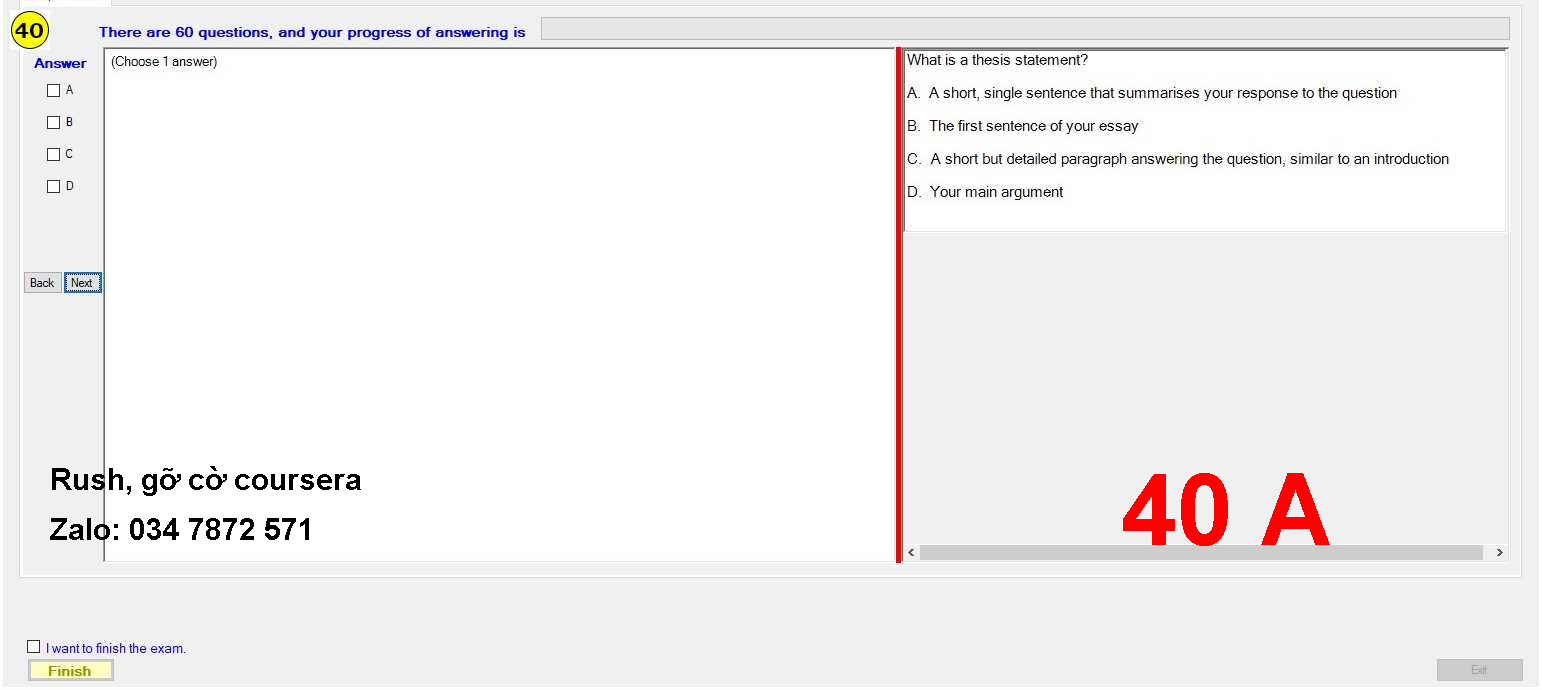 40
There are 60 questions, and your progress of answering is
Answer
(Choose 1 answer)
A
B
C
D
Back
Next
What is a thesis statement?
A. A short, single sentence that summarises your response to the question
B. The first sentence of your essay
C. A short but detailed paragraph answering the question, similar to an introduction
D. Your main argument
Rush, gỡ cờ coursera
Zalo: 034 7872 571
40 A
I want to finish the exam.
Finish
Exit